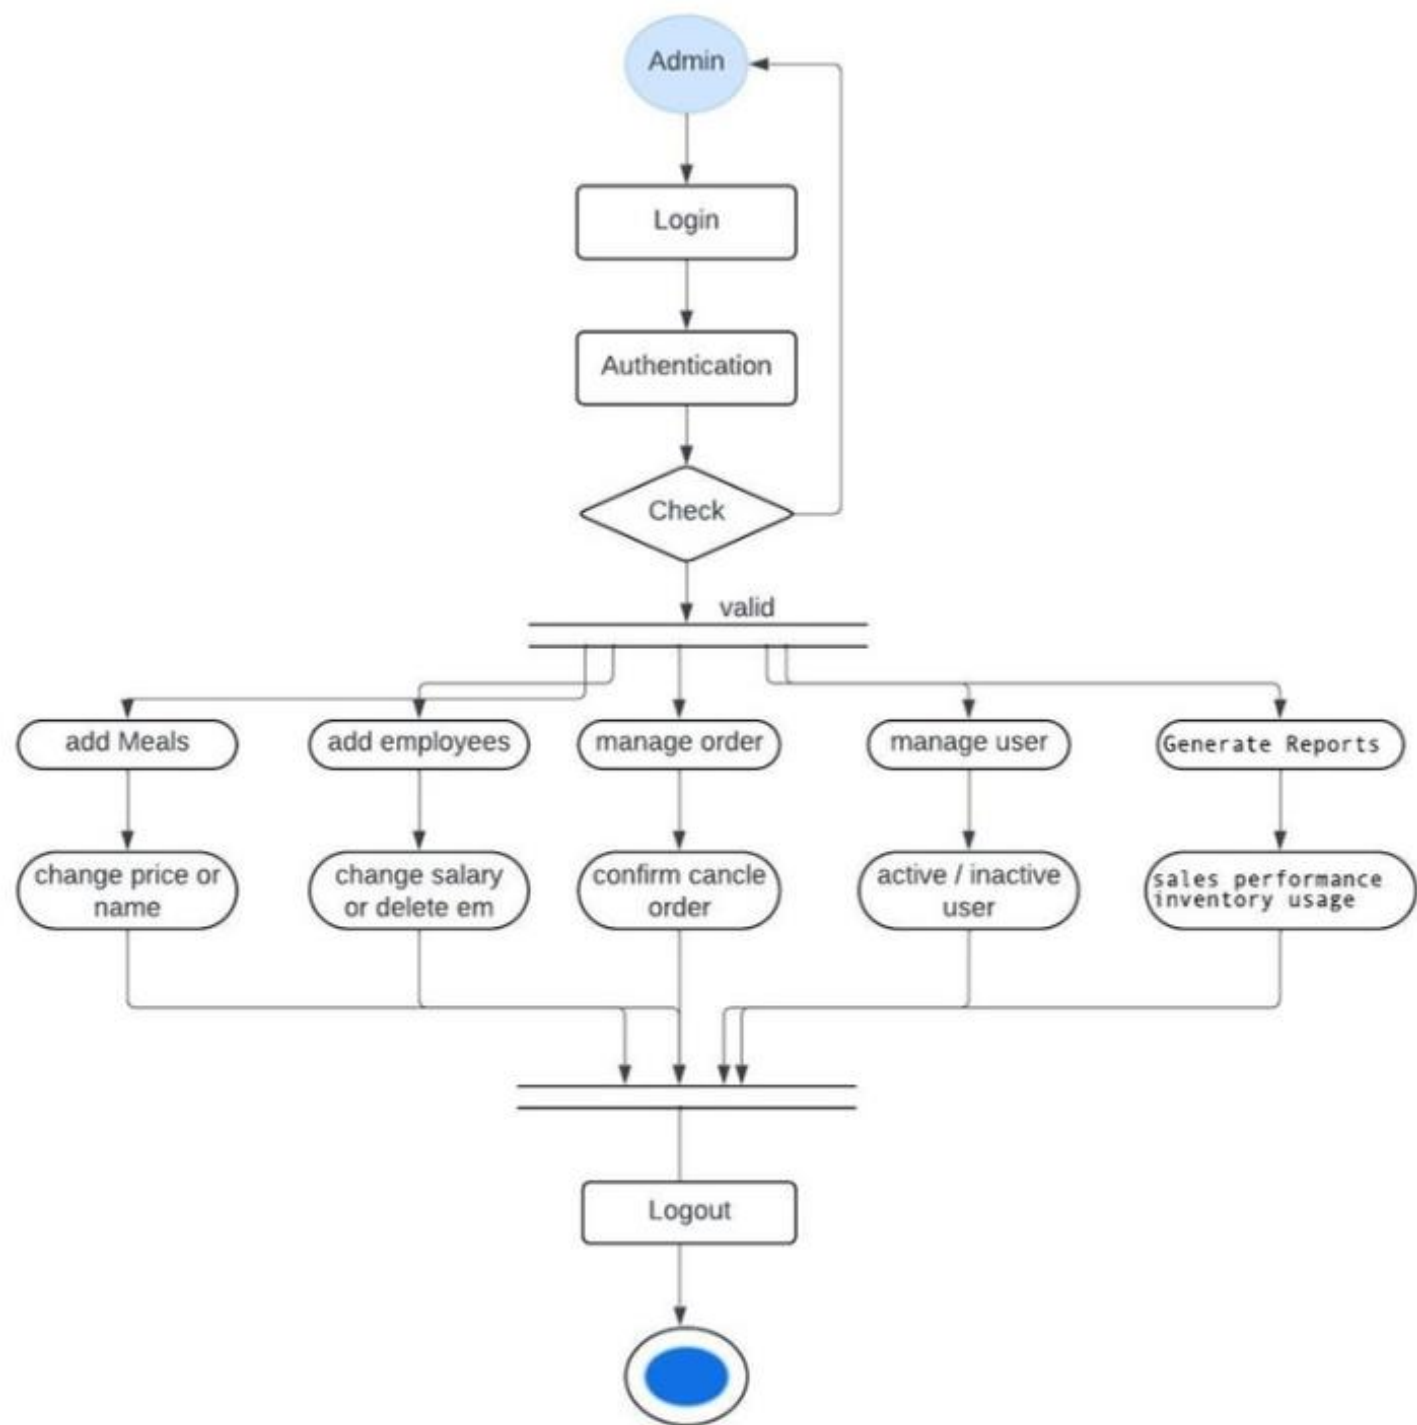 Admin
Login
Authentication
Check
valid
add Meals
add employees
manage order
manage user
Generate Reports
change price or
name
change salary
or delete em
confirm cancle
order
active / inactive
user
sales performance
inventory usage
Logout